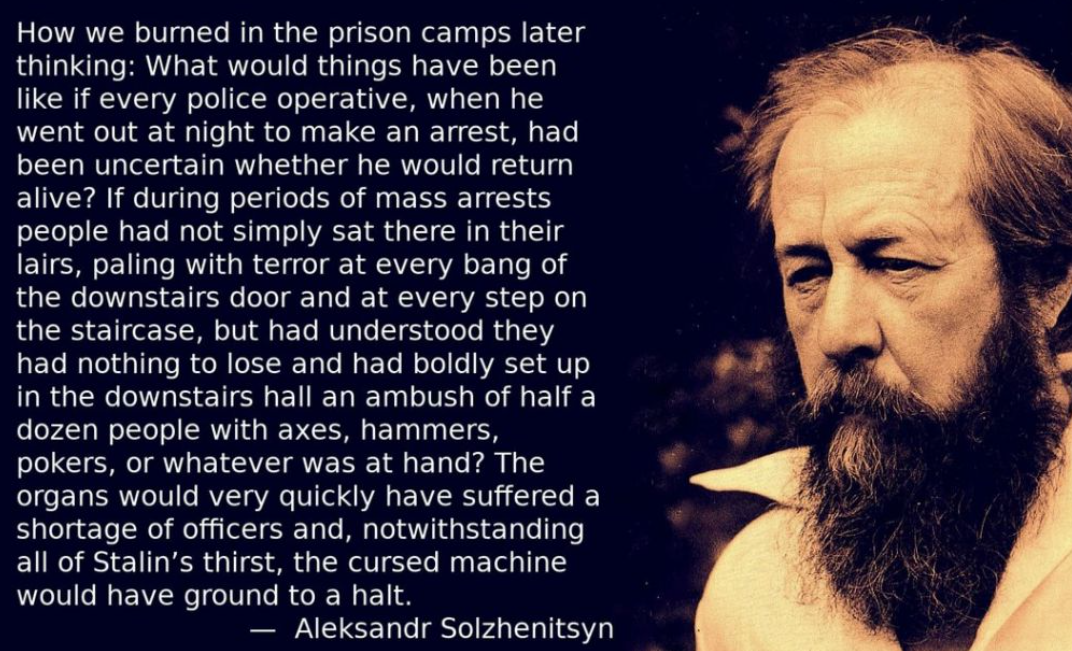 How we burned in the prison camps later
thinking: What would things have been
like if every police operative, when he
went out at night to make an arrest, had
been uncertain whether he would return
alive? If during periods of mass arrests
people had not simply sat there in their
lairs, paling with terror at every bang of
the downstairs door and at every step on
the staircase, but had understood they
had nothing to lose and had boldly set up
in the downstairs hall an ambush of half a
dozen people with axes, hammers,
pokers, or whatever was at hand? The
organs would very quickly have suffered a
shortage of officers and, notwithstanding
all of Stalin’s thirst, the cursed machine
would have ground to a halt.
— Aleksandr Solzhenitsyn